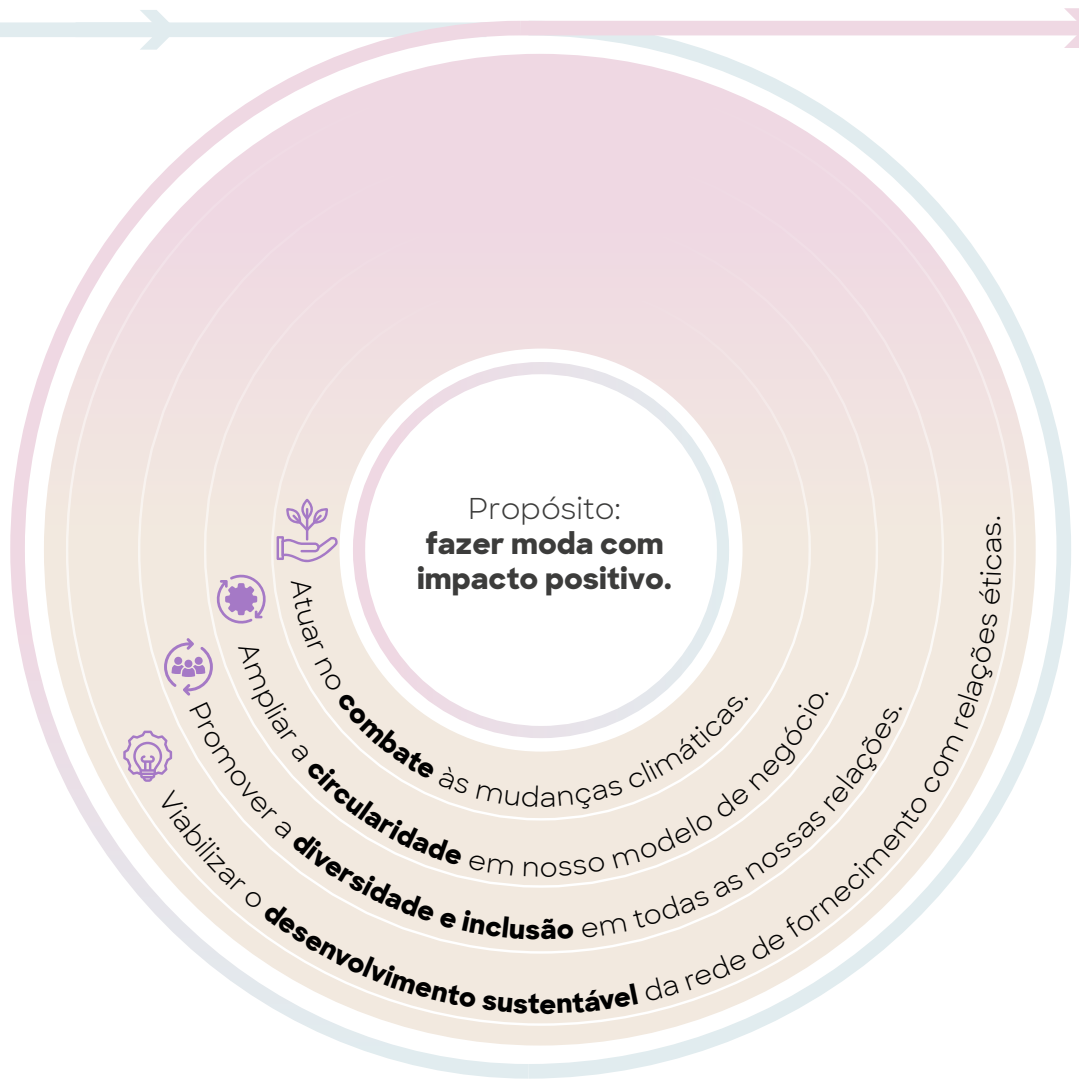 Propósito:
fazer moda com
impacto positivo.
Atuar no combate às mudanças climáticas.
Ampliar a circularidade em nosso modelo de negócio.
Promover a diversidade e inclusão em todas as nossas relações.
Viabilizar o desenvolvimento sustentável da rede de fornecimento com relações éticas.